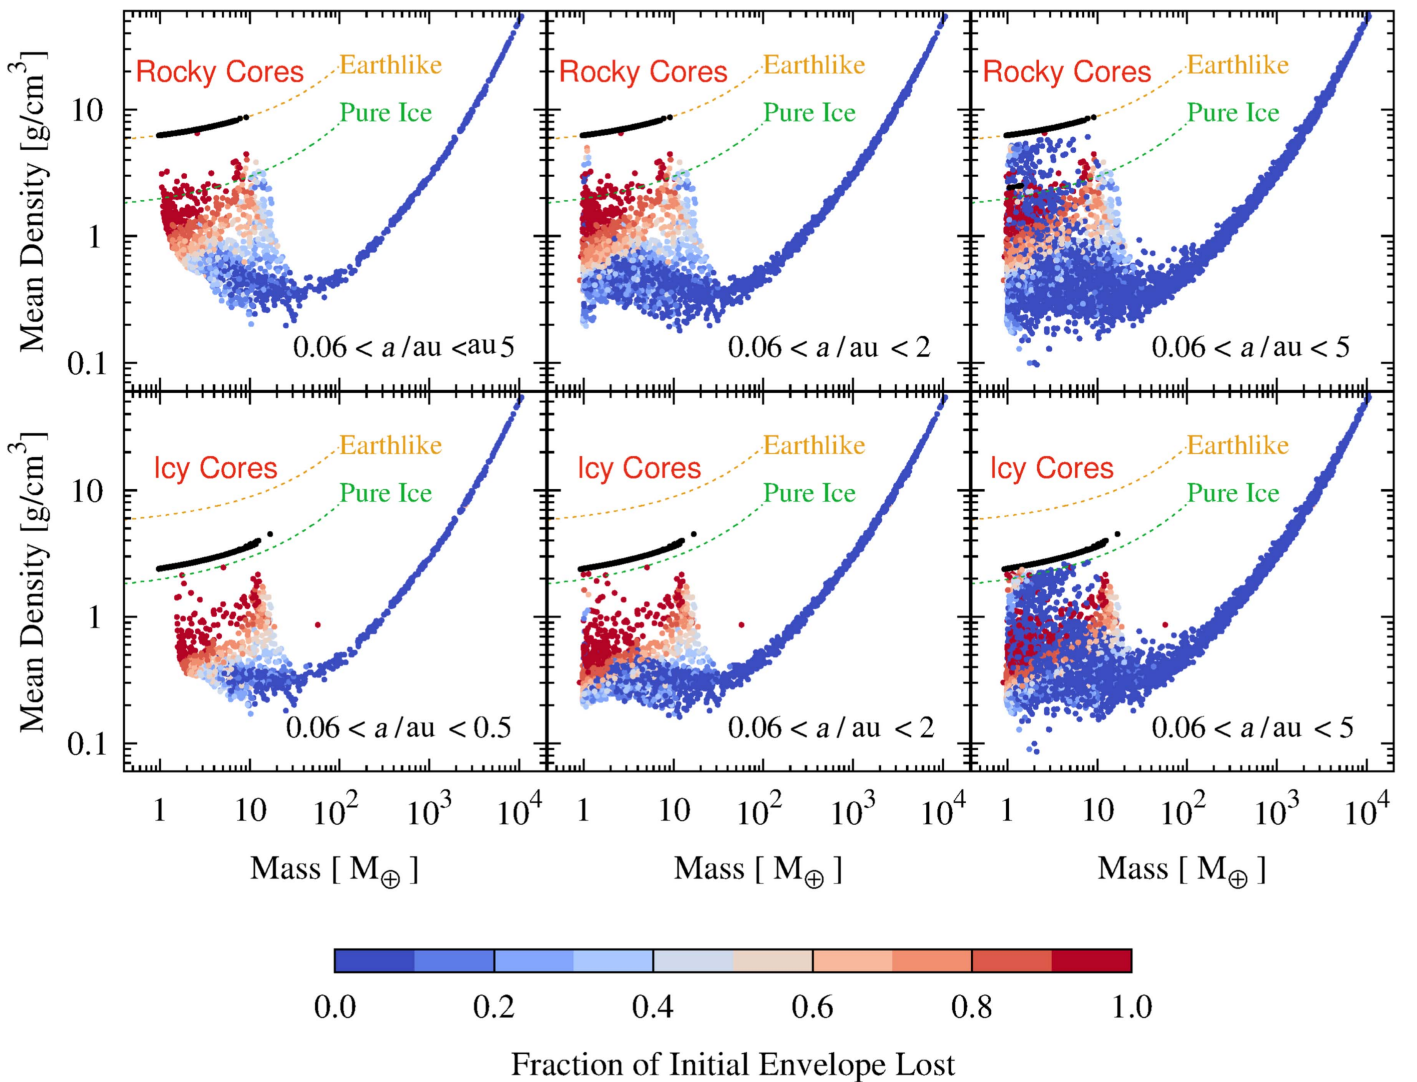 Mean Density [g/cm³]
10
1
0.1
Rocky Cores
Earthlike
Pure Ice
0.06 < a /au <au 5
Rocky Cores
Earthlike
Pure Ice
0.06 < a /au < 2
Rocky Cores
Earthlike
Pure Ice
0.06 < a /au < 5
Mean Density [g/cm³]
10
1
0.1
Icy Cores
Earthlike
Pure Ice
0.06 < a /au < 0.5
Icy Cores
Earthlike
Pure Ice
0.06 < a /au < 2
Icy Cores
Earthlike
Pure Ice
0.06 < a /au < 5
1 10 10² 10³ 10⁴ 1 10 10² 10³ 10⁴ 1 10 10² 10³ 10⁴
Mass [ M⊕ ] Mass [ M⊕ ] Mass [ M⊕ ]
0.0 0.2 0.4 0.6 0.8 1.0
Fraction of Initial Envelope Lost